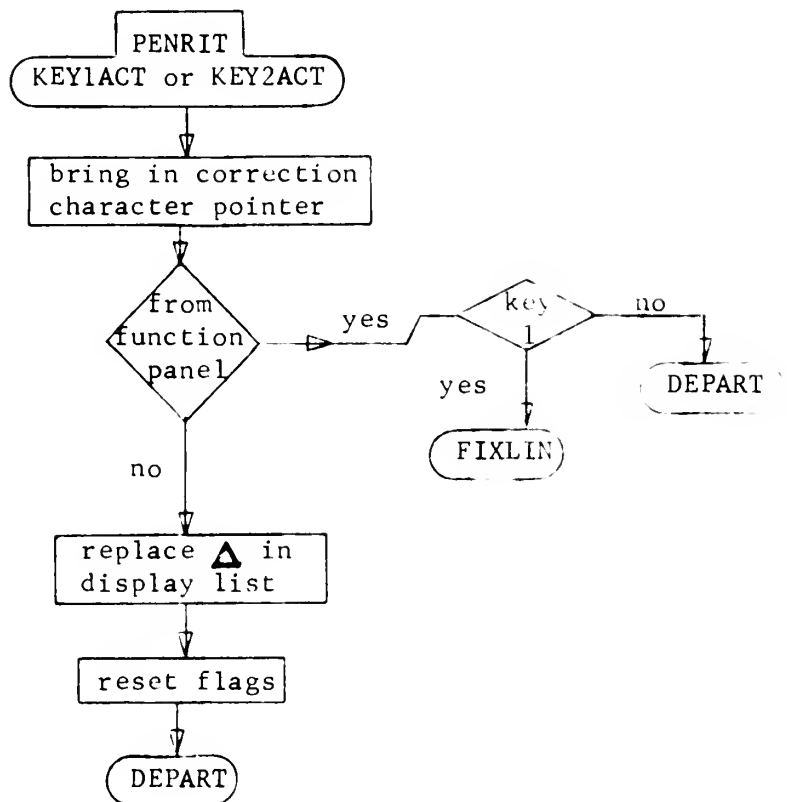 PENRIT
KEY1ACT or KEY2ACT
bring in correction
character pointer
from
function
panel
yes
key
1
no
DEPART
yes
FIXLIN
no
replace Δ in
display list
reset flags
DEPART